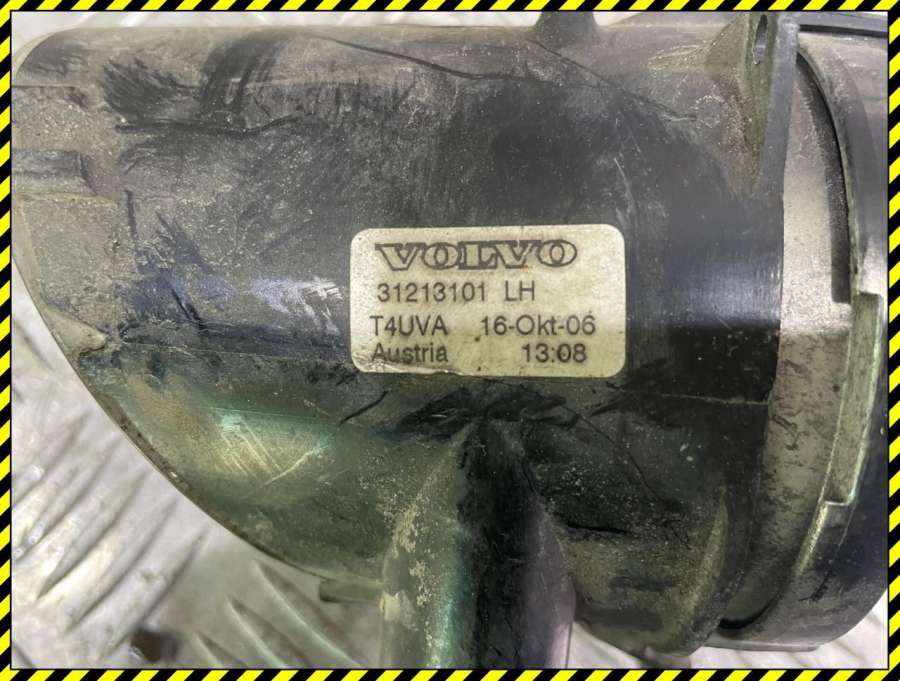 VOLVO
31213101 LH
T4UVA 16-Okt-06
Austria 13:08